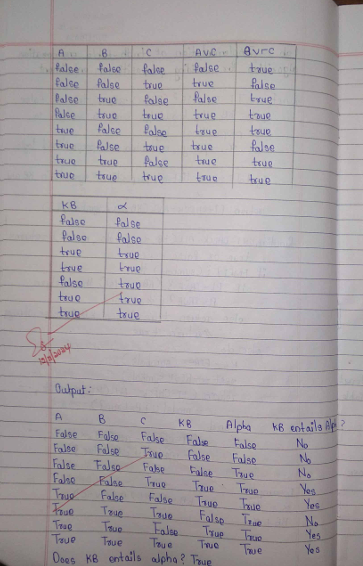 A B C AVC BV¬C
false false false false true
false false true true false
false true false false true
false true true true true
true false false true true
true false true true false
true true false true true
true true true true true
KB α
false false
false false
true true
true true
false true
true true
true true
Output:
A B C KB Alpha KB entails Alpha?
False False False False False No
False False True False False No
False False False False True No
False True True True True Yes
True False False True True Yes
True True True False True No
True True False True True Yes
True True True True True Yes
Does KB entails alpha? True